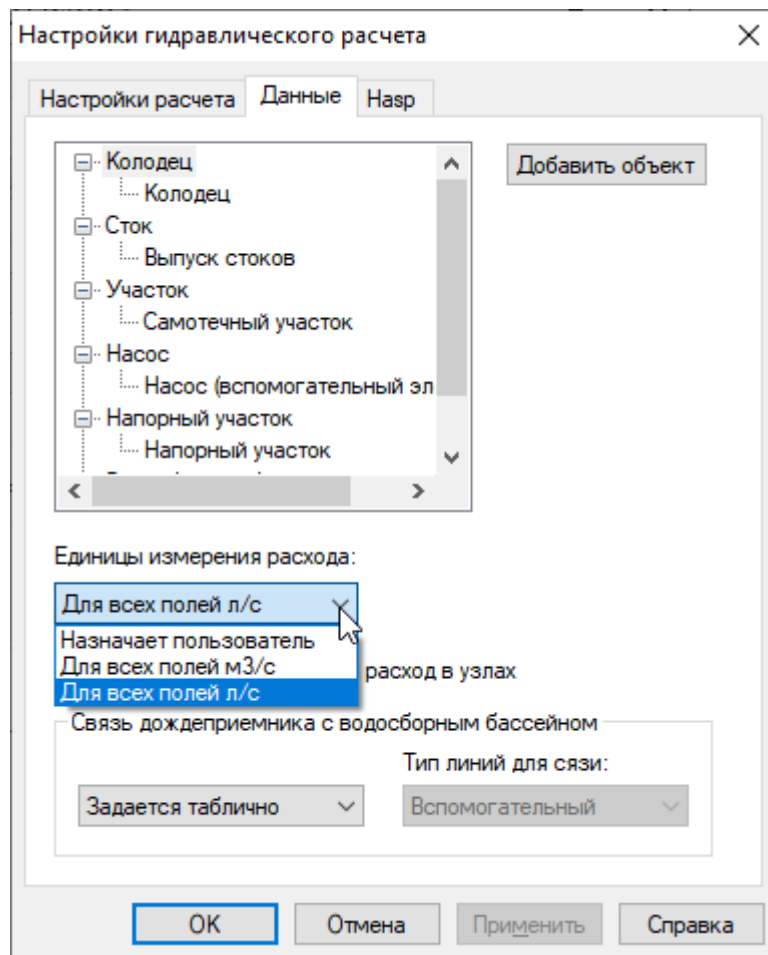 Настройки гидравлического расчета
Настройки расчета Данные Hasp
Колодец
Колодец
Сток
Выпуск стоков
Участок
Самотечный участок
Насос
Насос (вспомогательный эл
Напорный участок
Напорный участок
Добавить объект
Единицы измерения расхода:
Для всех полей л/с
Назначает пользователь
Для всех полей м3/с
Для всех полей л/с
расход в узлах
Связь дождеприемника с водосборным бассейном
Тип линий для сязи:
Задается таблично Вспомогательный
ОК Отмена Применить Справка